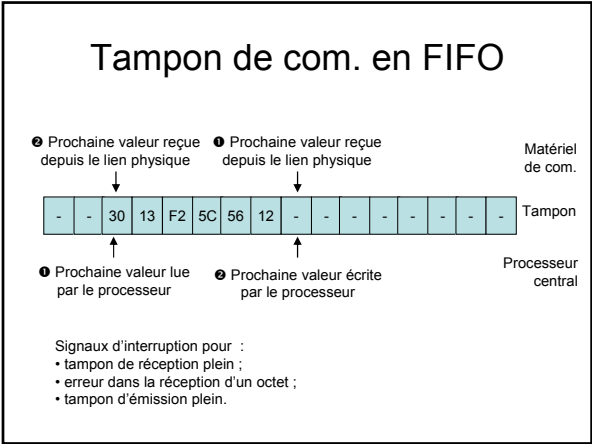 Tampon de com. en FIFO
❷ Prochaine valeur reçue
depuis le lien physique
❶ Prochaine valeur reçue
depuis le lien physique
Matériel
de com.
- - 30 13 F2 5C 56 12 - - - - - - - -
Tampon
❶ Prochaine valeur lue
par le processeur
❷ Prochaine valeur écrite
par le processeur
Processeur
central
Signaux d'interruption pour :
• tampon de réception plein ;
• erreur dans la réception d'un octet ;
• tampon d'émission plein.